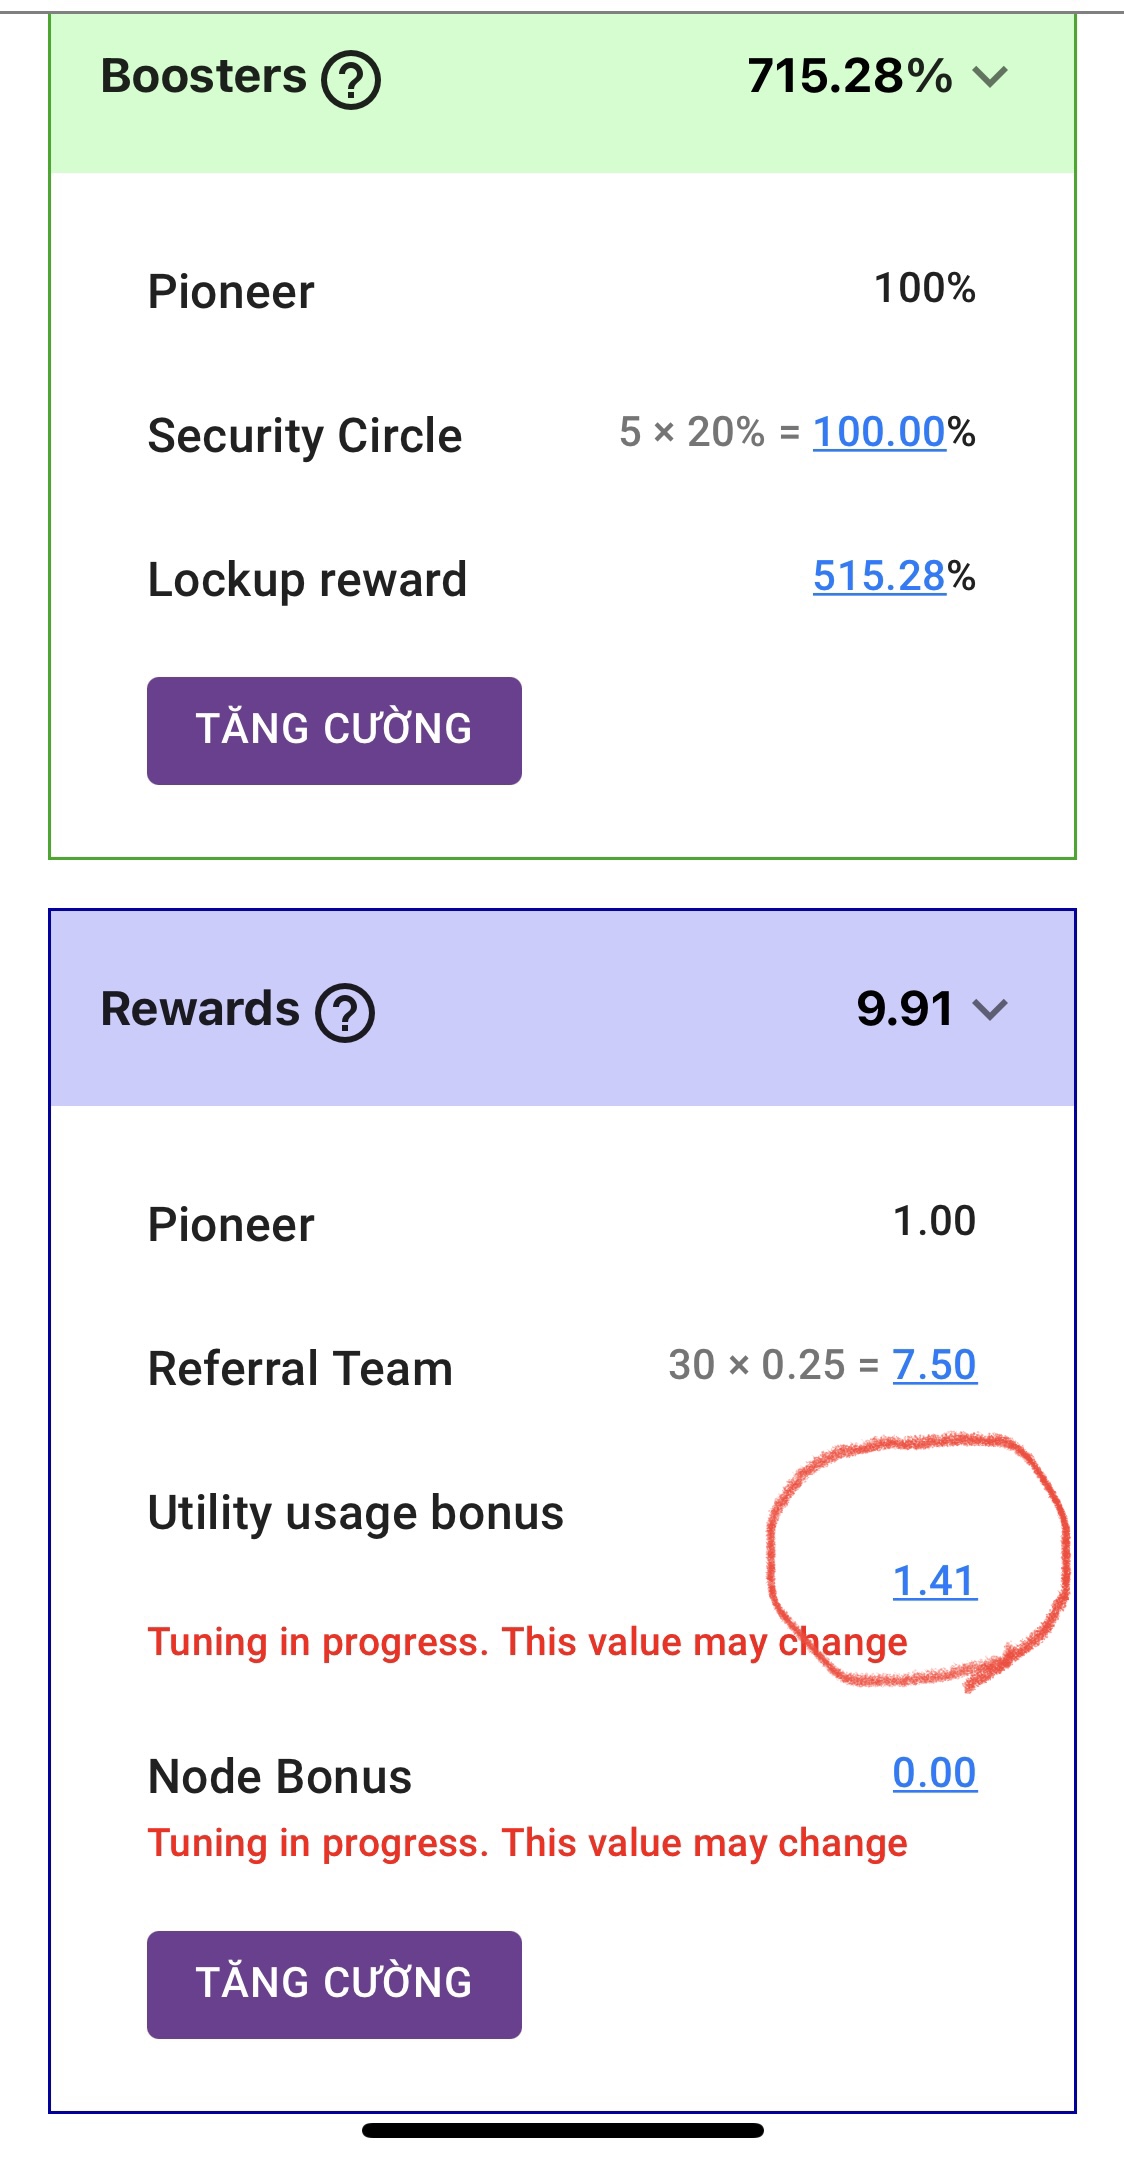 Boosters ? 715.28%
Pioneer 100%
Security Circle 5 × 20% = 100.00%
Lockup reward 515.28%
TĂNG CƯỜNG
Rewards ? 9.91
Pioneer 1.00
Referral Team 30 × 0.25 = 7.50
Utility usage bonus
1.41
Tuning in progress. This value may change
Node Bonus 0.00
Tuning in progress. This value may change
TĂNG CƯỜNG